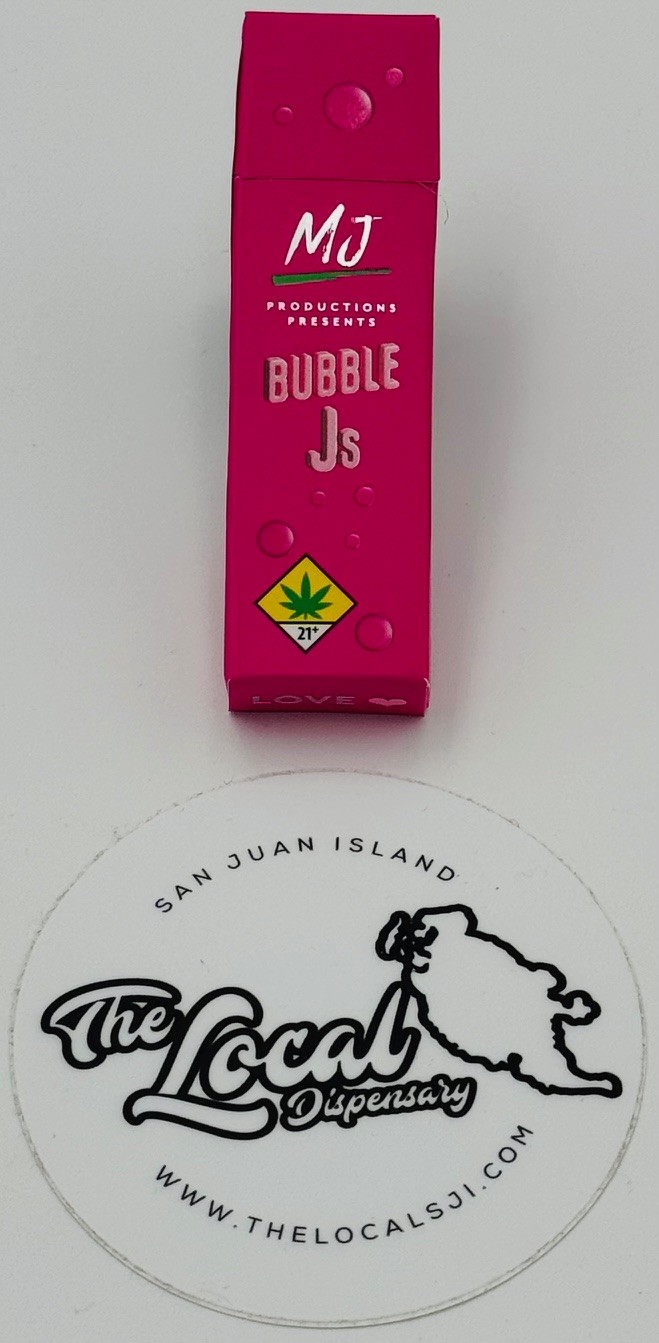 MJ
PRODUCTIONS
PRESENTS
BUBBLE
Js
21+
LOVE
SAN JUAN ISLAND
The Local
Dispensary
WWW.THELOCALSJI.COM